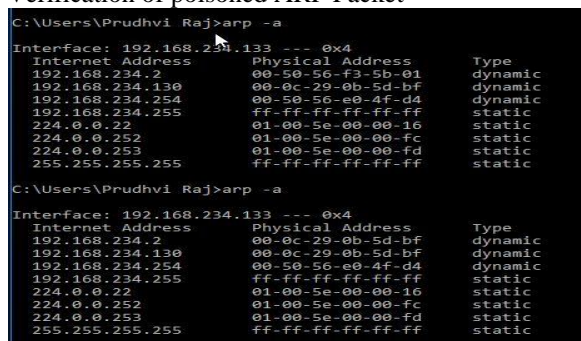 Verification of poisoned ARP Packet
C:\Users\Prudhvi Raj>arp -a
Interface: 192.168.234.133 --- 0x4
Internet Address Physical Address Type
192.168.234.2 00-50-56-f3-5b-01 dynamic
192.168.234.130 00-0c-29-0b-5d-bf dynamic
192.168.234.254 00-50-56-e0-4f-d4 dynamic
192.168.234.255 ff-ff-ff-ff-ff-ff static
224.0.0.22 01-00-5e-00-00-16 static
224.0.0.252 01-00-5e-00-00-fc static
224.0.0.253 01-00-5e-00-00-fd static
255.255.255.255 ff-ff-ff-ff-ff-ff static
C:\Users\Prudhvi Raj>arp -a
Interface: 192.168.234.133 --- 0x4
Internet Address Physical Address Type
192.168.234.2 00-0c-29-0b-5d-bf dynamic
192.168.234.130 00-0c-29-0b-5d-bf dynamic
192.168.234.254 00-50-56-e0-4f-d4 dynamic
192.168.234.255 ff-ff-ff-ff-ff-ff static
224.0.0.22 01-00-5e-00-00-16 static
224.0.0.252 01-00-5e-00-00-fc static
224.0.0.253 01-00-5e-00-00-fd static
255.255.255.255 ff-ff-ff-ff-ff-ff static